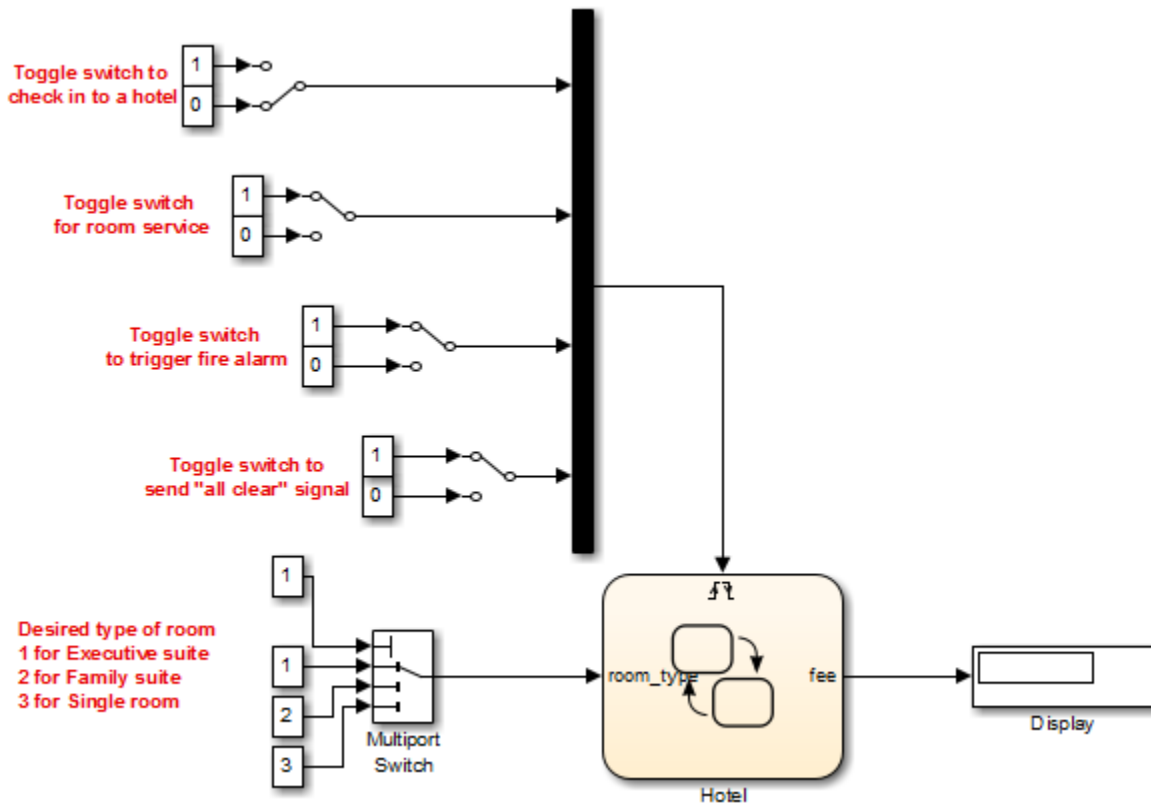 Toggle switch to
check in to a hotel
1
0
Toggle switch
for room service
1
0
Toggle switch
to trigger fire alarm
1
0
Toggle switch to
send "all clear" signal
1
0
Desired type of room
1 for Executive suite
2 for Family suite
3 for Single room
1
1
2
3
Multiport
Switch
room_type
fee
Hotel
Display